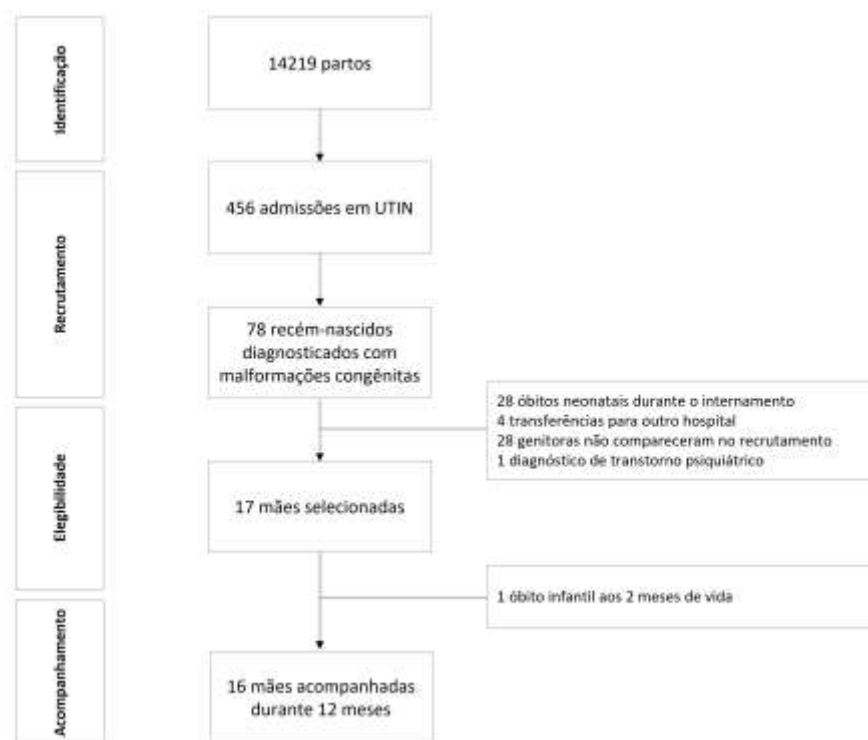 Identificação
14219 partos
Recrutamento
456 admissões em UTIN
78 recém-nascidos
diagnosticados com
malformações congênitas
28 óbitos neonatais durante o internamento
4 transferências para outro hospital
28 genitoras não compareceram no recrutamento
1 diagnóstico de transtorno psiquiátrico
Elegibilidade
17 mães selecionadas
1 óbito infantil aos 2 meses de vida
Acompanhamento
16 mães acompanhadas
durante 12 meses